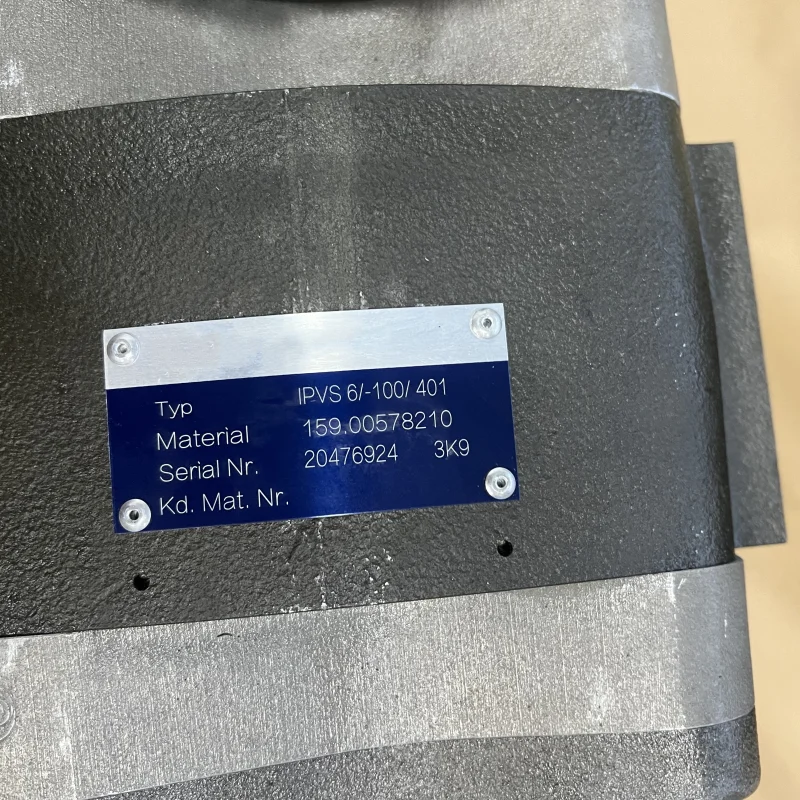 Typ IPVS 6/-100/ 401
Material 159.00578210
Serial Nr. 20476924 3K9
Kd. Mat. Nr.